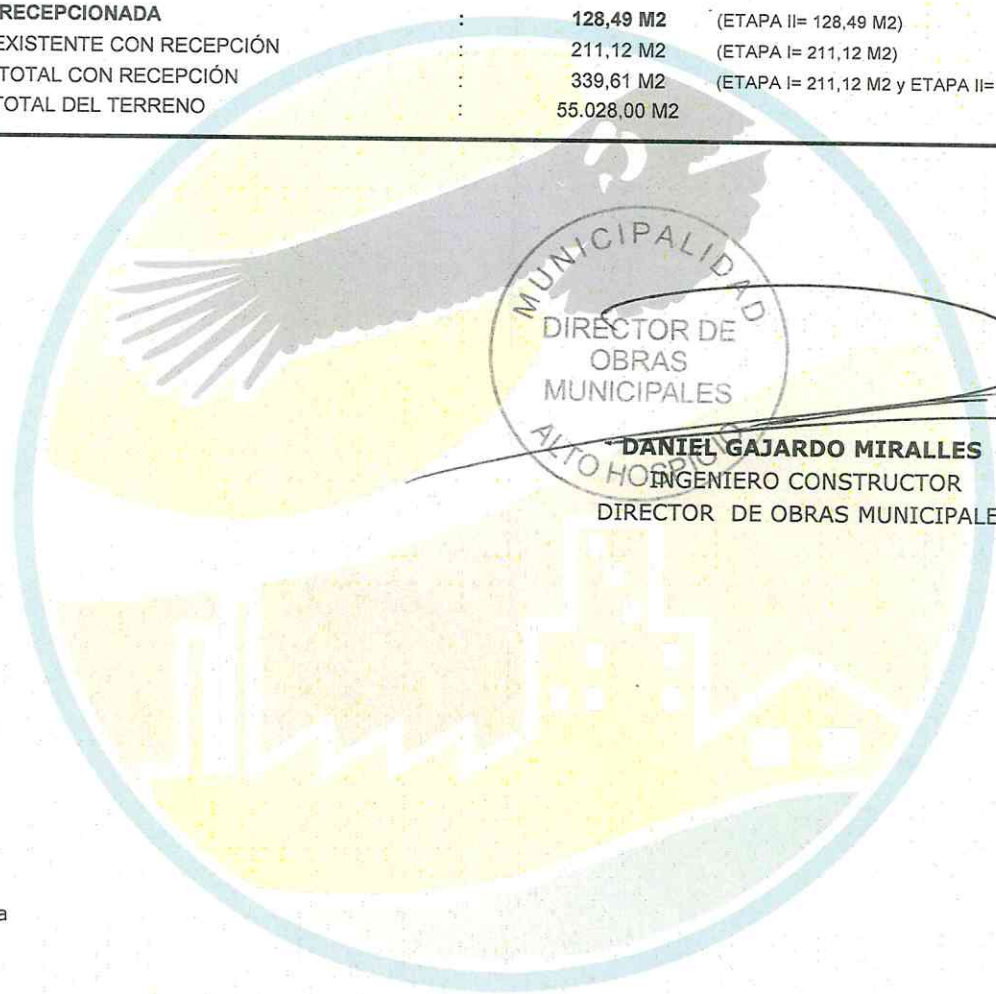 RECEPCIONADA : 128,49 M2 (ETAPA II= 128,49 M2)
EXISTENTE CON RECEPCIÓN : 211,12 M2 (ETAPA I= 211,12 M2)
TOTAL CON RECEPCIÓN : 339,61 M2 (ETAPA I= 211,12 M2 y ETAPA II=
TOTAL DEL TERRENO : 55.028,00 M2
MUNICIPALIDAD
DIRECTOR DE
OBRAS
MUNICIPALES
ALTO HOSPICIO
DANIEL GAJARDO MIRALLES
INGENIERO CONSTRUCTOR
DIRECTOR DE OBRAS MUNICIPALE
a